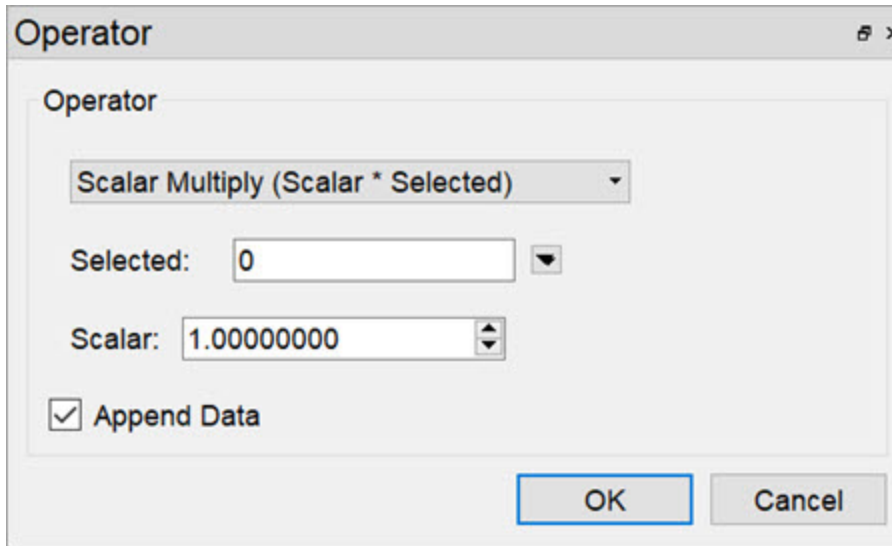 Operator
Operator
Scalar Multiply (Scalar * Selected)
Selected: 0
Scalar: 1.00000000
Append Data
OK Cancel